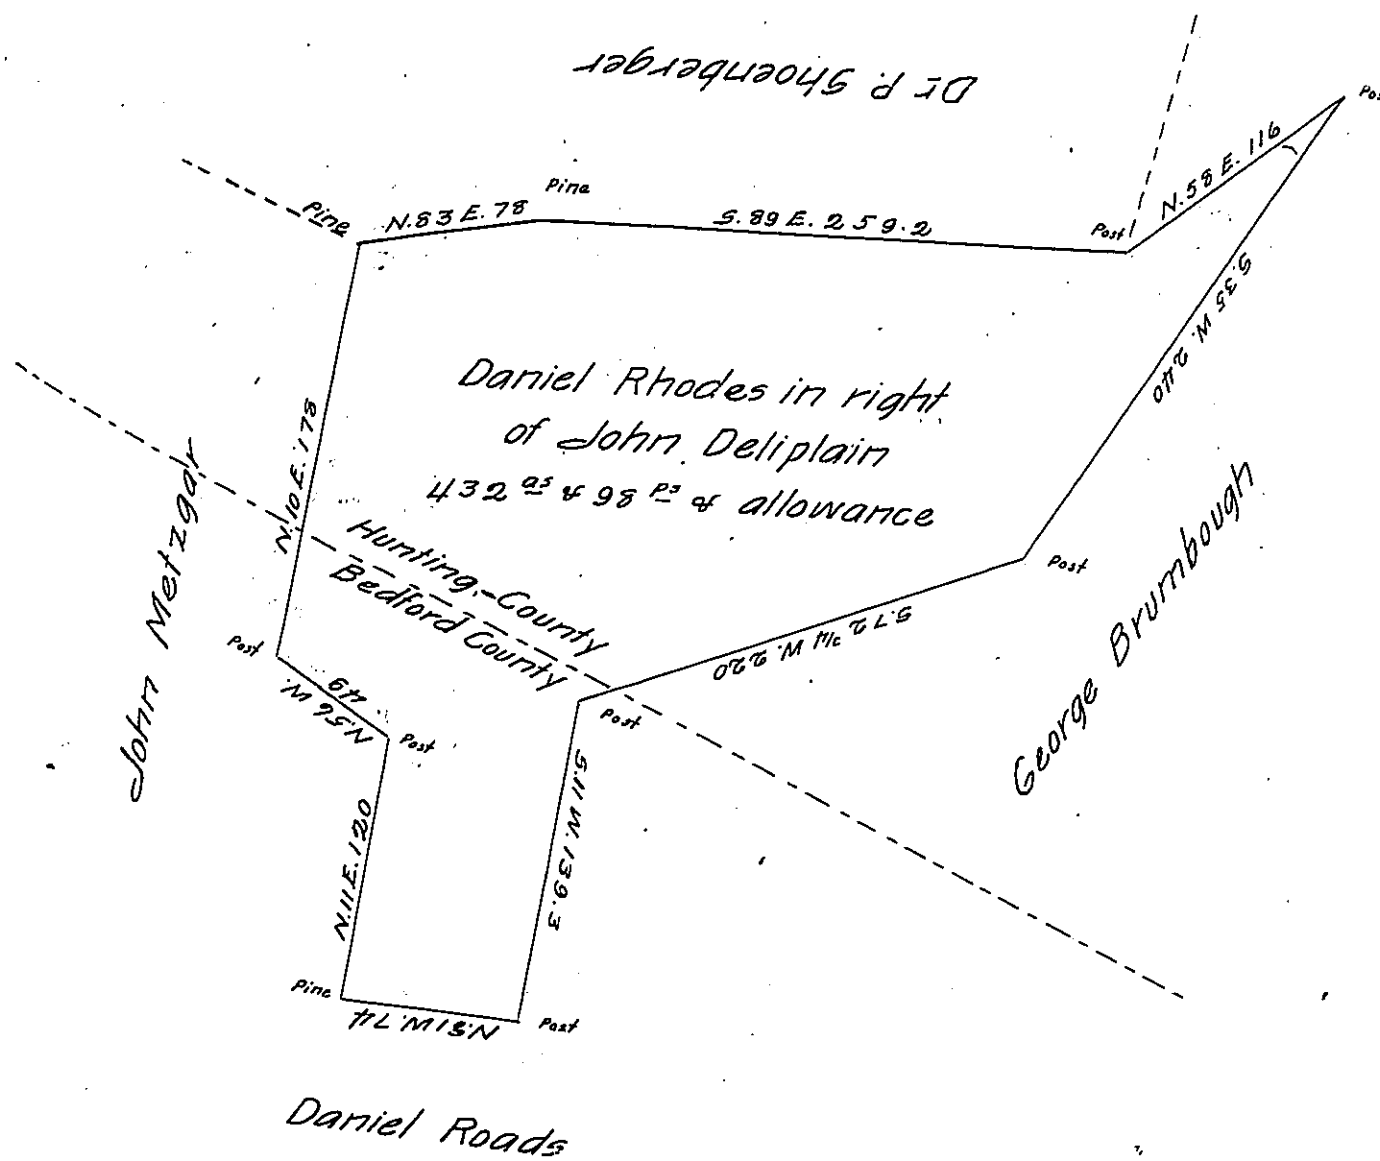 Dr P. Shoenberger
Pos
N. 58 E. 116
Pine
Pine
N. 83 E. 78
S. 89 E. 259.2
Post
S. 35 W. 240
Daniel Rhodes in right
of John Deliplain
432 as & 98 ps & allowance
N. 10 E. 178
John Metzgar
Hunting.-County
Bedford County
George Brumbough
Post
S. 72 3/4 W. 220
Post
N. 56 W. 49
Post
Post
S. 11 W. 139.3
N. 11 E. 120
Pine
N. 81 W. 74
Post
Daniel Roads